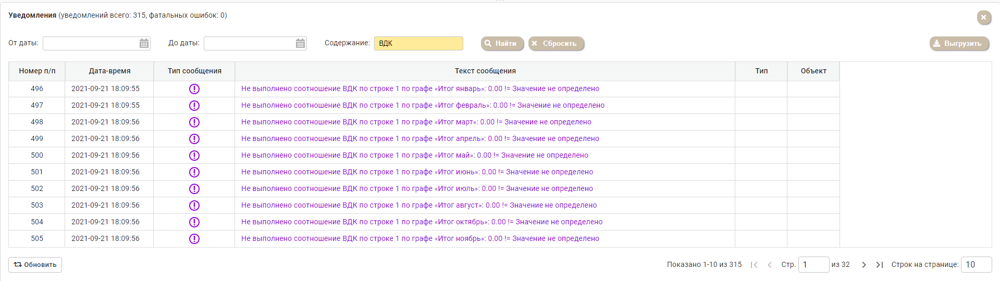 Уведомления (уведомлений всего: 315, фатальных ошибок: 0)
От даты: До даты: Содержание: ВДК Найти Сбросить Выгрузить
Номер п/п Дата-время Тип сообщения Текст сообщения Тип Объект
496 2021-09-21 18:09:55 Не выполнено соотношение ВДК по строке 1 по графе «Итог январь»: 0.00 != Значение не определено
497 2021-09-21 18:09:55 Не выполнено соотношение ВДК по строке 1 по графе «Итог февраль»: 0.00 != Значение не определено
498 2021-09-21 18:09:56 Не выполнено соотношение ВДК по строке 1 по графе «Итог март»: 0.00 != Значение не определено
499 2021-09-21 18:09:56 Не выполнено соотношение ВДК по строке 1 по графе «Итог апрель»: 0.00 != Значение не определено
500 2021-09-21 18:09:56 Не выполнено соотношение ВДК по строке 1 по графе «Итог май»: 0.00 != Значение не определено
501 2021-09-21 18:09:56 Не выполнено соотношение ВДК по строке 1 по графе «Итог июнь»: 0.00 != Значение не определено
502 2021-09-21 18:09:56 Не выполнено соотношение ВДК по строке 1 по графе «Итог июль»: 0.00 != Значение не определено
503 2021-09-21 18:09:56 Не выполнено соотношение ВДК по строке 1 по графе «Итог август»: 0.00 != Значение не определено
504 2021-09-21 18:09:56 Не выполнено соотношение ВДК по строке 1 по графе «Итог октябрь»: 0.00 != Значение не определено
505 2021-09-21 18:09:56 Не выполнено соотношение ВДК по строке 1 по графе «Итог ноябрь»: 0.00 != Значение не определено
Обновить Показано 1-10 из 315 Стр. 1 из 32 Строк на странице: 10